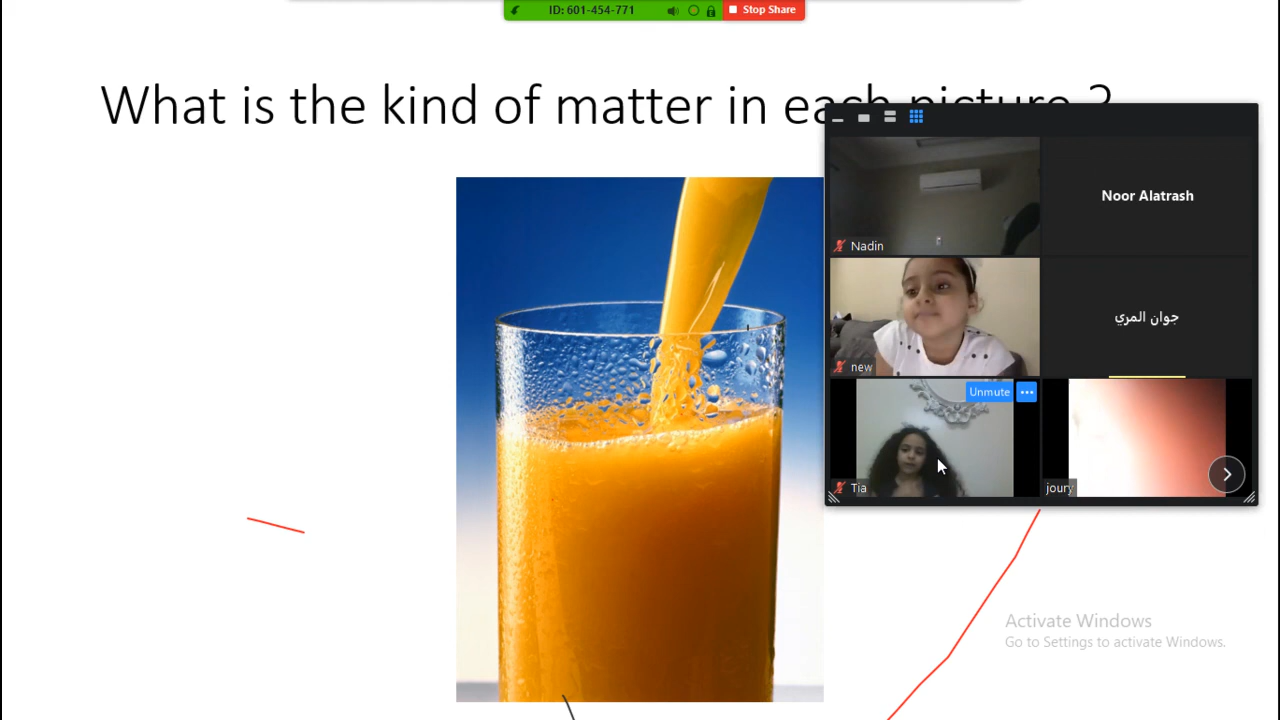 ID: 601-454-771 Stop Share
What is the kind of matter in each picture ?
Nadin
Noor Alatrash
new
جوان المري
Unmute
Tia
joury
Activate Windows
Go to Settings to activate Windows.